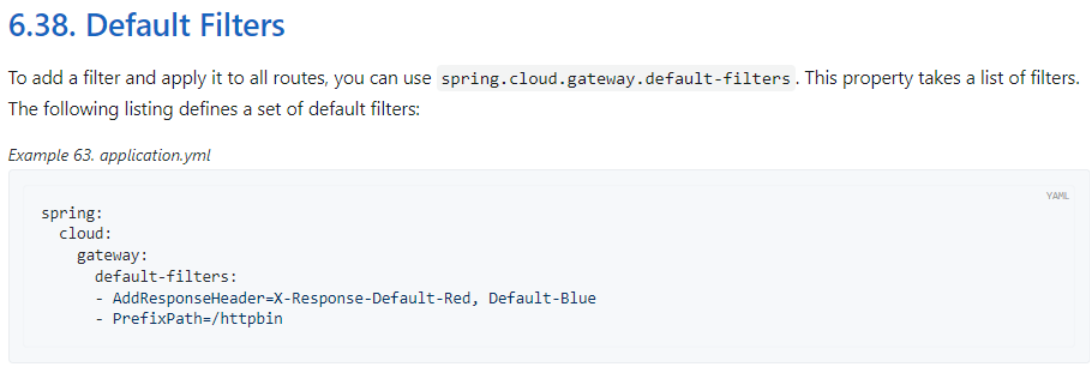 6.38. Default Filters
To add a filter and apply it to all routes, you can use spring.cloud.gateway.default-filters. This property takes a list of filters.
The following listing defines a set of default filters:
Example 63. application.yml
YAML
spring:
  cloud:
    gateway:
      default-filters:
      - AddResponseHeader=X-Response-Default-Red, Default-Blue
      - PrefixPath=/httpbin